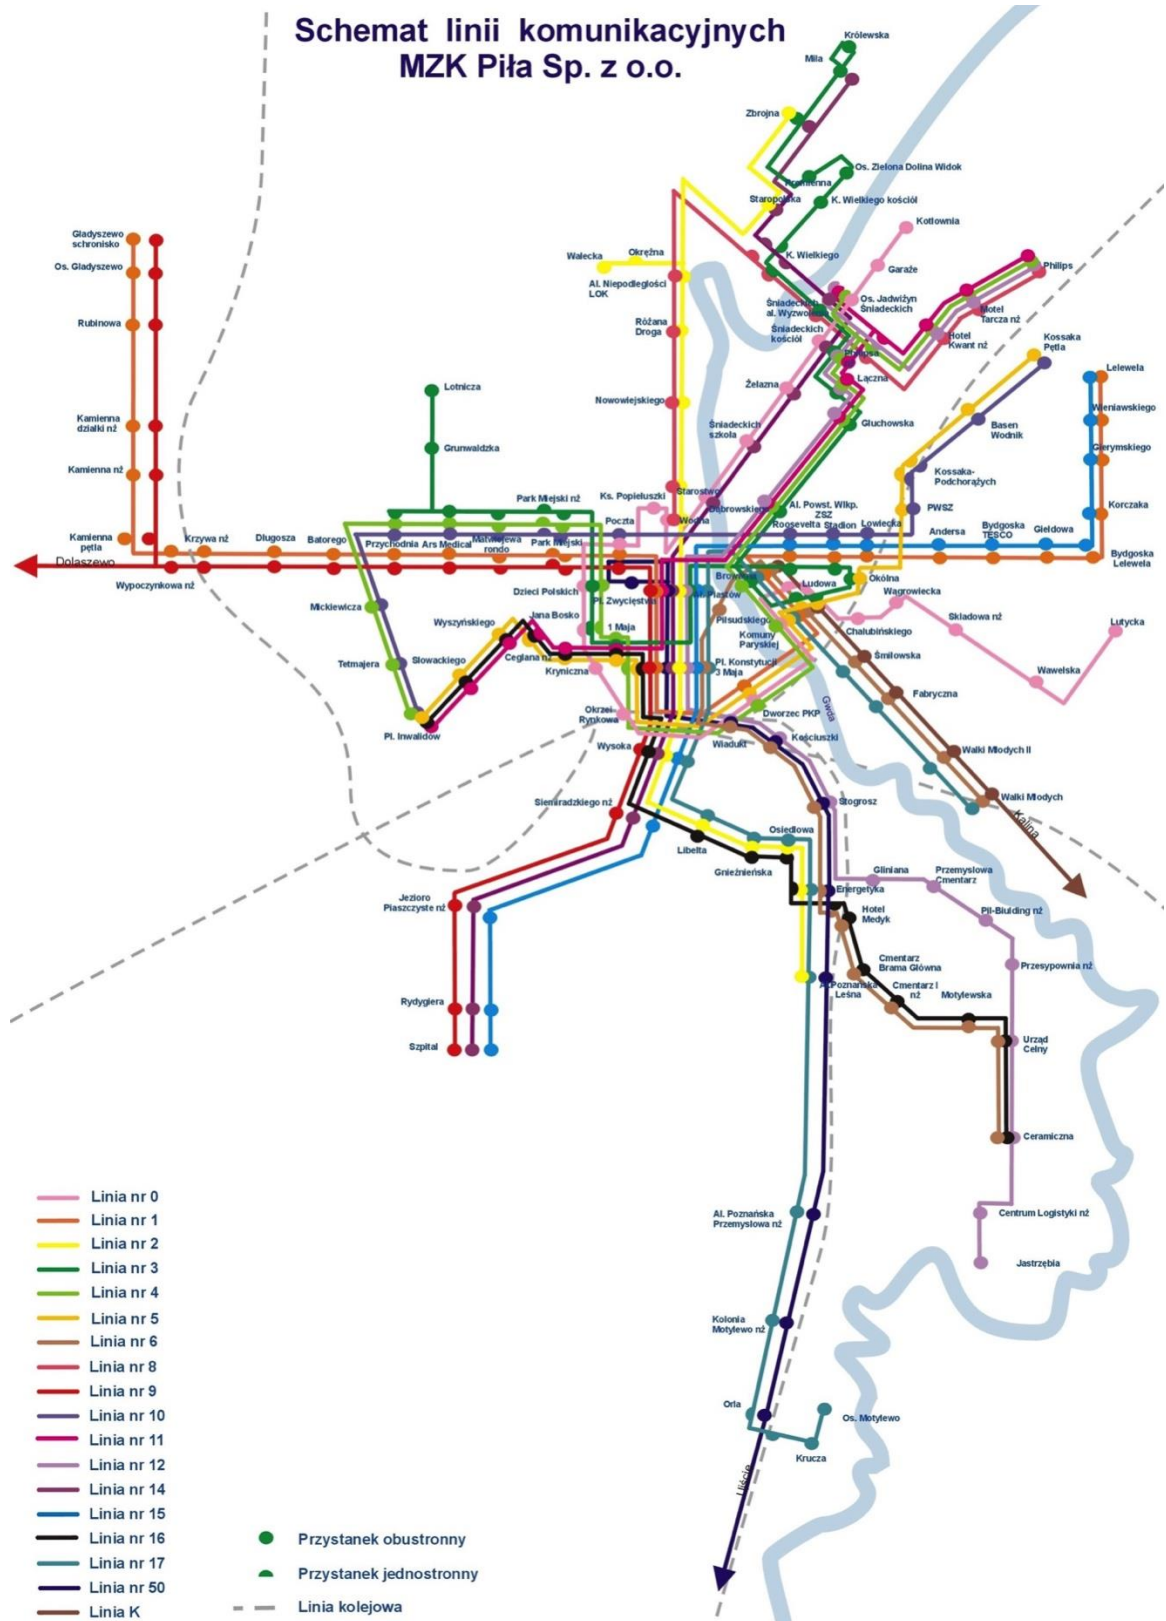 Schemat linii komunikacyjnych
MZK Piła Sp. z o.o.
Królewska
Miła
Zbrojna
Os. Zielona Dolina Widok
Promienna
Staropolska
K. Wielkiego kościół
Kotłownia
Gładyszewo
schronisko
Os. Gładyszewo
Wałecka
Okrężna
K. Wielkiego
Garaże
Philips
Al. Niepodległości
LOK
Śniadeckich
al. Wyzwolenia
Os. Jadwiżyn
Śniadeckich
Motel
Tarcza nż
Rubinowa
Różana
Droga
Śniadeckich
kościół
Hotel
Kwant nż
Kossaka
Pętla
Lotnicza
Żelazna
Łączna
Lelewela
Nowowiejskiego
Wieniawskiego
Kamienna
działki nż
Śniadeckich
szkoła
Głuchowska
Basen
Wodnik
Grunwaldzka
Gierymskiego
Kamienna nż
Kossaka-
Podchorążych
Ks. Popiełuszki
Starostwo
Park Miejski nż
Dąbrowskiego
Al. Powst. Wlkp.
ZSZ
PWSZ
Korczaka
Poczta
Wodna
Roosevelta
Stadion
Łowiecka
Andersa
Bydgoska
TESCO
Giełdowa
Kamienna
pętla
Krzywa nż
Długosza
Batorego
Przychodnia
Ars Medical
Matwiejewa
rondo
Park Miejski
Bydgoska
Lelewela
Dolaszewo
Wypoczynkowa nż
Dzieci Polskich
Pl. Zwycięstwa
Al. Piastów
Browarna
Ludowa
Okólna
Wągrowiecka
Mickiewicza
Wyszyńskiego
Jana Bosko
1 Maja
Piłsudskiego
Komuny
Paryskiej
Chałubińskiego
Składowa nż
Lutycka
Tetmajera
Słowackiego
Ceglana nż
Kryniczna
Pl. Konstytucji
3 Maja
Śmiłowska
Wawelska
Fabryczna
Pl. Inwalidów
Okrzei
Rynkowa
Dworzec PKP
Gwda
Wysoka
Wiadukt
Kościuszki
Walki Młodych II
Siemiradzkiego nż
Stogrosz
Walki Młodych
Kalina
Osiedlowa
Libelta
Gnieźnieńska
Gliniana
Przemysłowa
Cmentarz
Jezioro
Piaszczyste nż
Energetyka
Hotel
Medyk
Pil-Biulding nż
Cmentarz
Brama Główna
Przesypownia nż
A. Poznańska
Leśna
Cmentarz I
nż
Motylewska
Rydygiera
Szpital
Urząd
Celny
Ceramiczna
Al. Poznańska
Przemysłowa nż
Centrum Logistyki nż
Jastrzębia
Kolonia
Motylewo nż
Orla
Os. Motylewo
Krucza
Ujście
Linia nr 0
Linia nr 1
Linia nr 2
Linia nr 3
Linia nr 4
Linia nr 5
Linia nr 6
Linia nr 8
Linia nr 9
Linia nr 10
Linia nr 11
Linia nr 12
Linia nr 14
Linia nr 15
Linia nr 16
Linia nr 17
Linia nr 50
Linia K
Przystanek obustronny
Przystanek jednostronny
Linia kolejowa